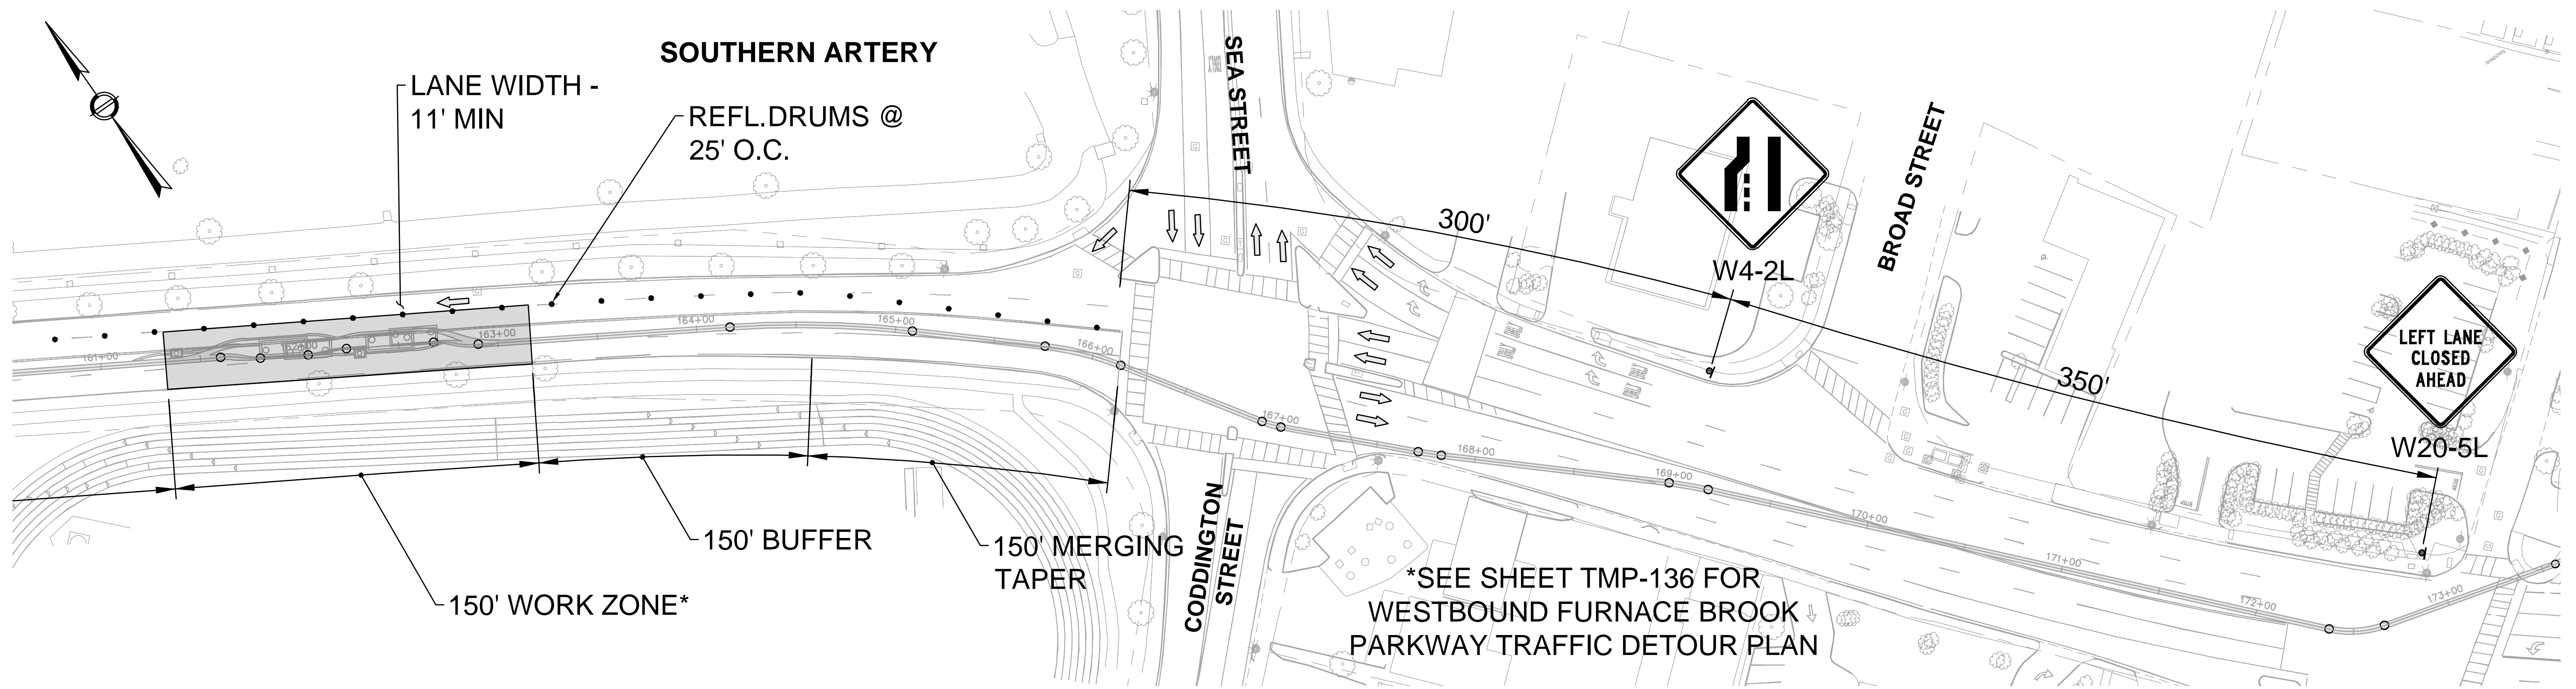 SOUTHERN ARTERY
LANE WIDTH -
11' MIN
REFL.DRUMS @
25' O.C.
SEA STREET
ONLY
300'
W4-2L
BROAD STREET
350'
LEFT LANE
CLOSED
AHEAD
W20-5L
161+00
162+00
163+00
164+00
165+00
166+00
167+00
168+00
169+00
170+00
171+00
172+00
173+00
150' WORK ZONE*
150' BUFFER
150' MERGING
TAPER
CODDINGTON
STREET
*SEE SHEET TMP-136 FOR
WESTBOUND FURNACE BROOK
PARKWAY TRAFFIC DETOUR PLAN